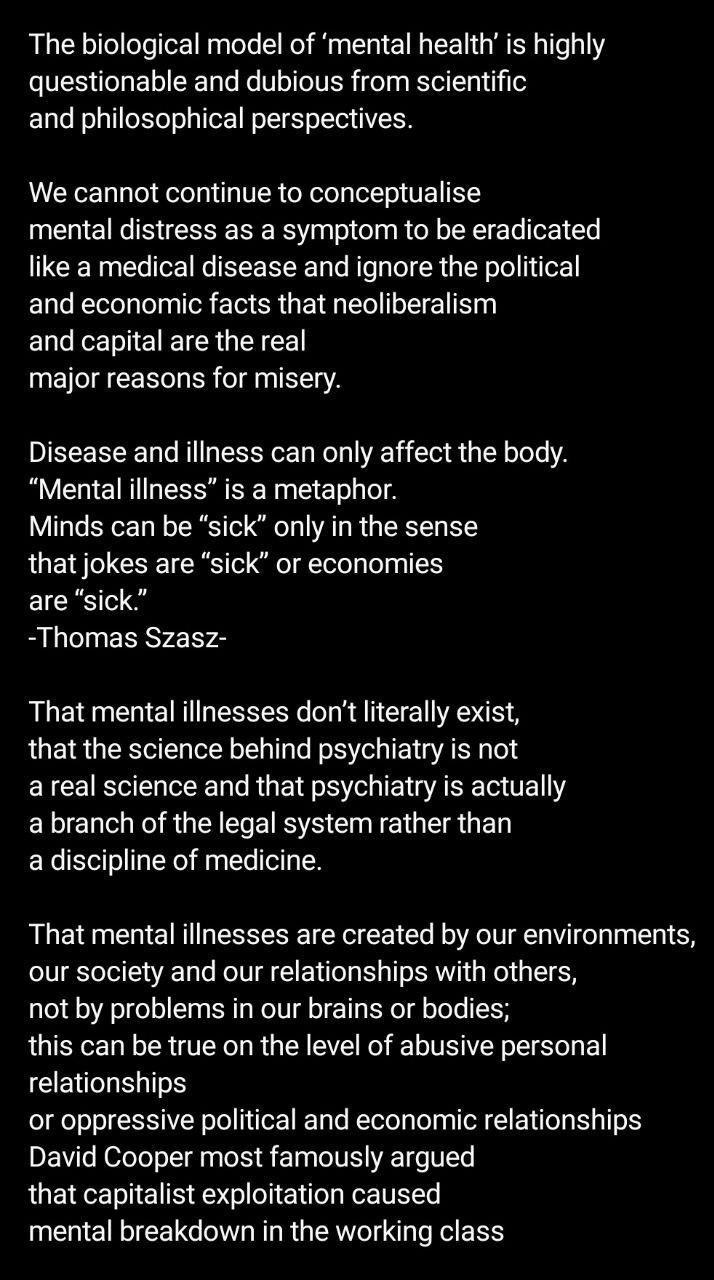 The biological model of ‘mental health’ is highly
questionable and dubious from scientific
and philosophical perspectives.
We cannot continue to conceptualise
mental distress as a symptom to be eradicated
like a medical disease and ignore the political
and economic facts that neoliberalism
and capital are the real
major reasons for misery.
Disease and illness can only affect the body.
“Mental illness” is a metaphor.
Minds can be “sick” only in the sense
that jokes are “sick” or economies
are “sick.”
-Thomas Szasz-
That mental illnesses don’t literally exist,
that the science behind psychiatry is not
a real science and that psychiatry is actually
a branch of the legal system rather than
a discipline of medicine.
That mental illnesses are created by our environments,
our society and our relationships with others,
not by problems in our brains or bodies;
this can be true on the level of abusive personal
relationships
or oppressive political and economic relationships
David Cooper most famously argued
that capitalist exploitation caused
mental breakdown in the working class